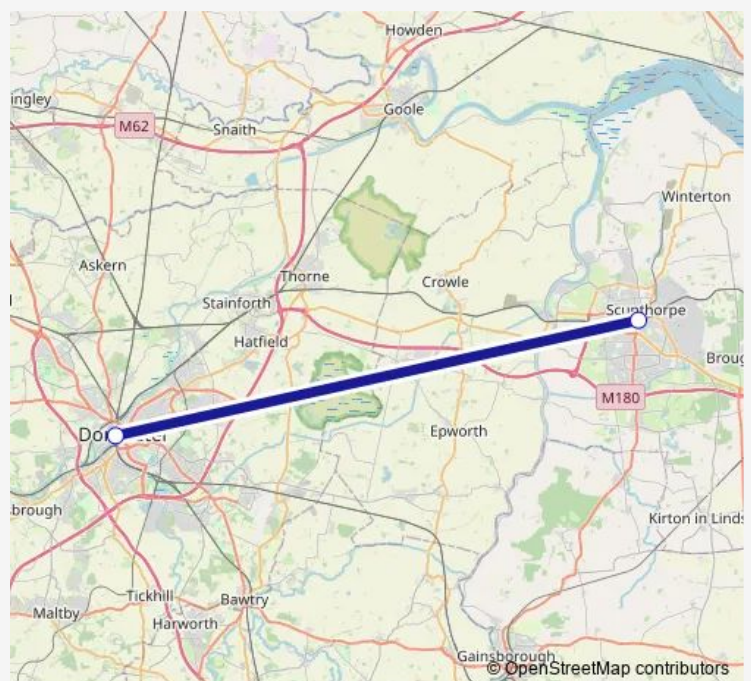 Howden
ingley
M62
Snaith
Goole
Winterton
Askern
Thorne
Crowle
Stainforth
Scunthorpe
Hatfield
Broug
M180
Epworth
sbrough
Kirton in Linds
Tickhill
Bawtry
Maltby
Harworth
Gainsborough
© OpenStreetMap contributors